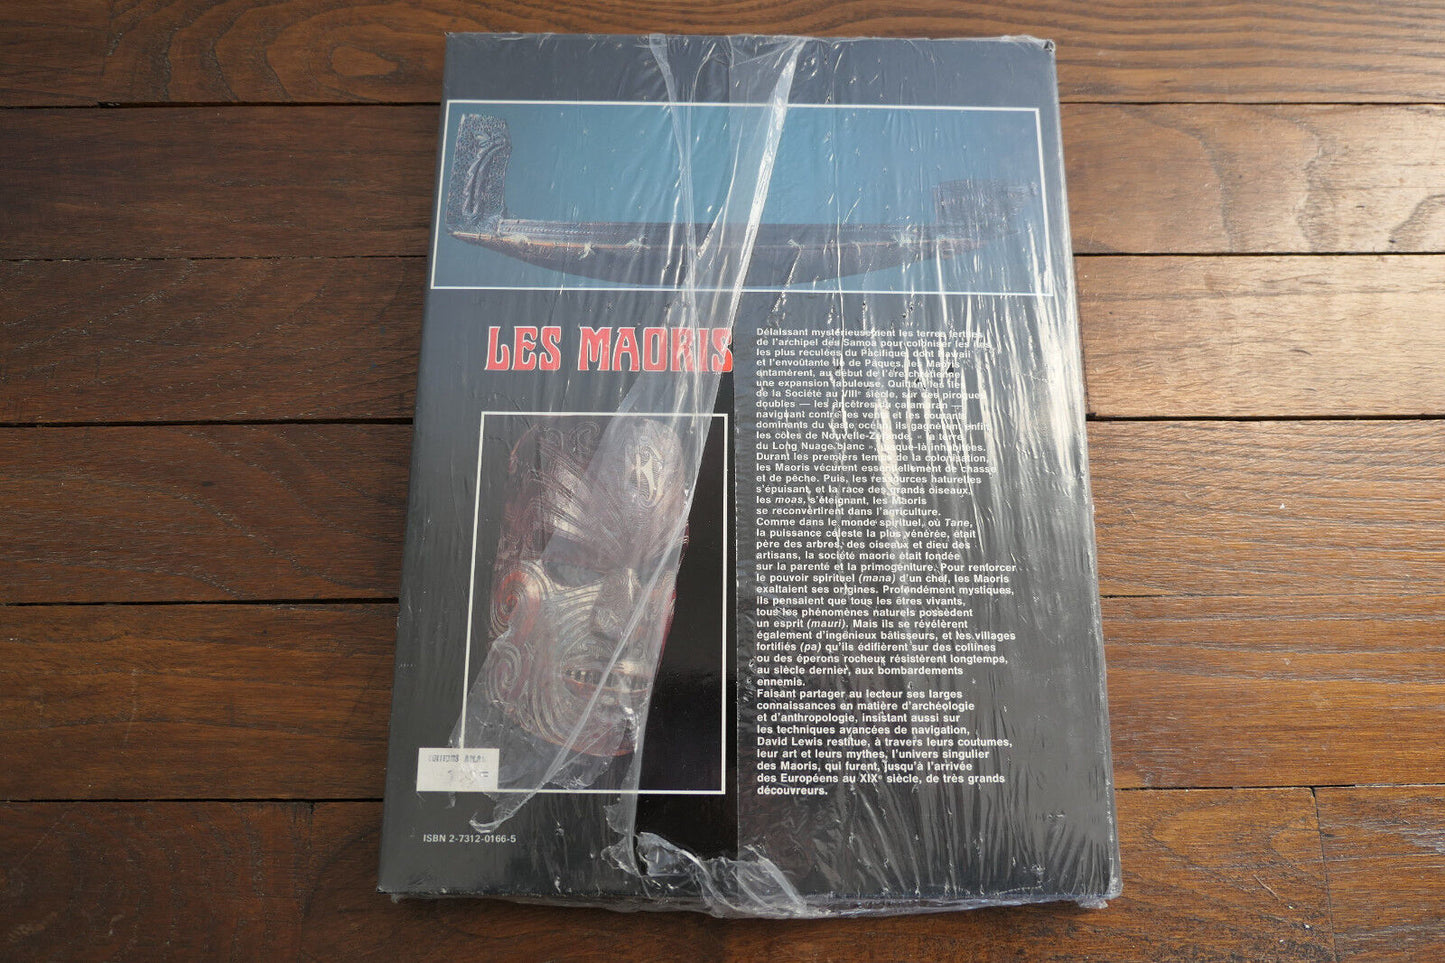 LES MAORIS
Délaissant mystérieusement les terres fertiles
de l'archipel des Samoa pour coloniser les îles
les plus reculées du Pacifique, dont Hawaii
et l'envoûtante île de Pâques, les Maoris
entamèrent, au début de l'ère chrétienne,
une expansion fabuleuse. Quittant les îles
de la Société au VIIIe siècle, sur des pirogues
doubles — les ancêtres du catamaran —
naviguant contre les vents et les courants
dominants du vaste océan, ils gagnèrent enfin
les côtes de Nouvelle-Zélande, « la terre
du Long Nuage blanc », jusque-là inhabitées.
Durant les premiers temps de la colonisation,
les Maoris vécurent essentiellement de chasse
et de pêche. Puis, les ressources naturelles
s'épuisant, et la race des grands oiseaux,
les moas, s'éteignant, les Maoris
se reconvertirent dans l'agriculture.
Comme dans le monde spirituel, où Tane,
la puissance céleste la plus vénérée, était
père des arbres, des oiseaux et dieu des
artisans, la société maorie était fondée
sur la parenté et la primogéniture. Pour renforcer
le pouvoir spirituel (mana) d'un chef, les Maoris
exaltaient ses origines. Profondément mystiques,
ils pensaient que tous les êtres vivants,
tous les phénomènes naturels possèdent
un esprit (mauri). Mais ils se révélèrent
également d'ingénieux bâtisseurs, et les villages
fortifiés (pa) qu'ils édifièrent sur des collines
ou des éperons rocheux résistèrent longtemps,
au siècle dernier, aux bombardements
ennemis.
Faisant partager au lecteur ses larges
connaissances en matière d'archéologie
et d'anthropologie, insistant aussi sur
les techniques avancées de navigation,
David Lewis restitue, à travers leurs coutumes,
leur art et leurs mythes, l'univers singulier
des Maoris, qui furent, jusqu'à l'arrivée
des Européens au XIXe siècle, de très grands
découvreurs.
EDITIONS
ISBN 2-7312-0166-5